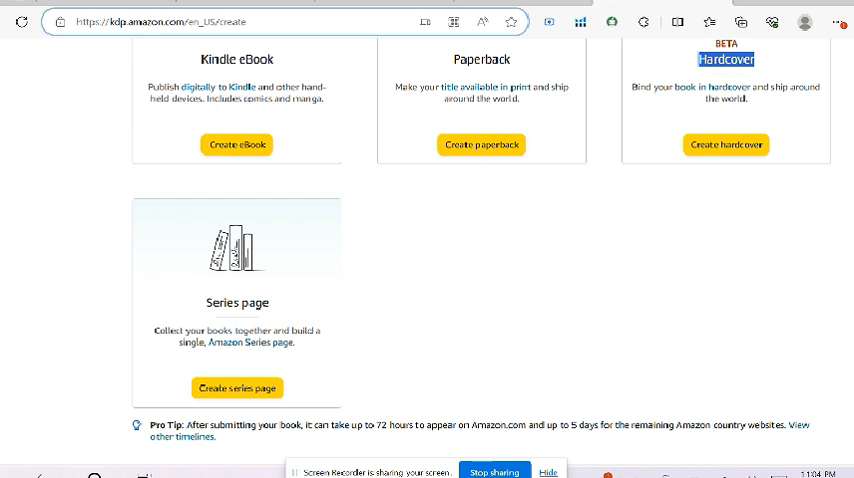 https://kdp.amazon.com/en_US/create
BETA
Kindle eBook
Publish digitally to Kindle and other hand-
held devices. Includes comics and manga.
Create eBook
Paperback
Make your title available in print and ship
around the world.
Create paperback
Hardcover
Bind your book in hardcover and ship around
the world.
Create hardcover
Series page
Collect your books together and build a
single, Amazon Series page.
Create series page
Pro Tip: After submitting your book, it can take up to 72 hours to appear on Amazon.com and up to 5 days for the remaining Amazon country websites. View
other timelines.
Screen Recorder is sharing your screen.
Stop sharing
Hide
11:04 PM